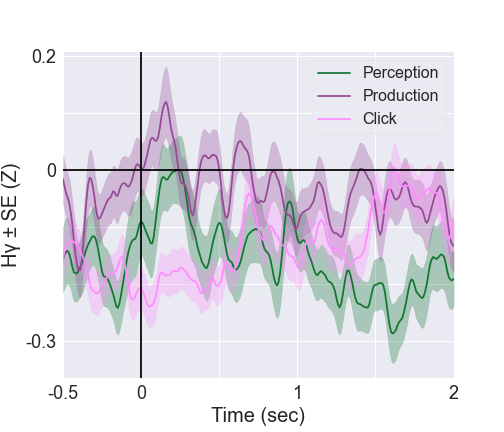 0.2
0
-0.3
-0.5
0
1
2
Hγ ± SE (Z)
Time (sec)
Perception
Production
Click